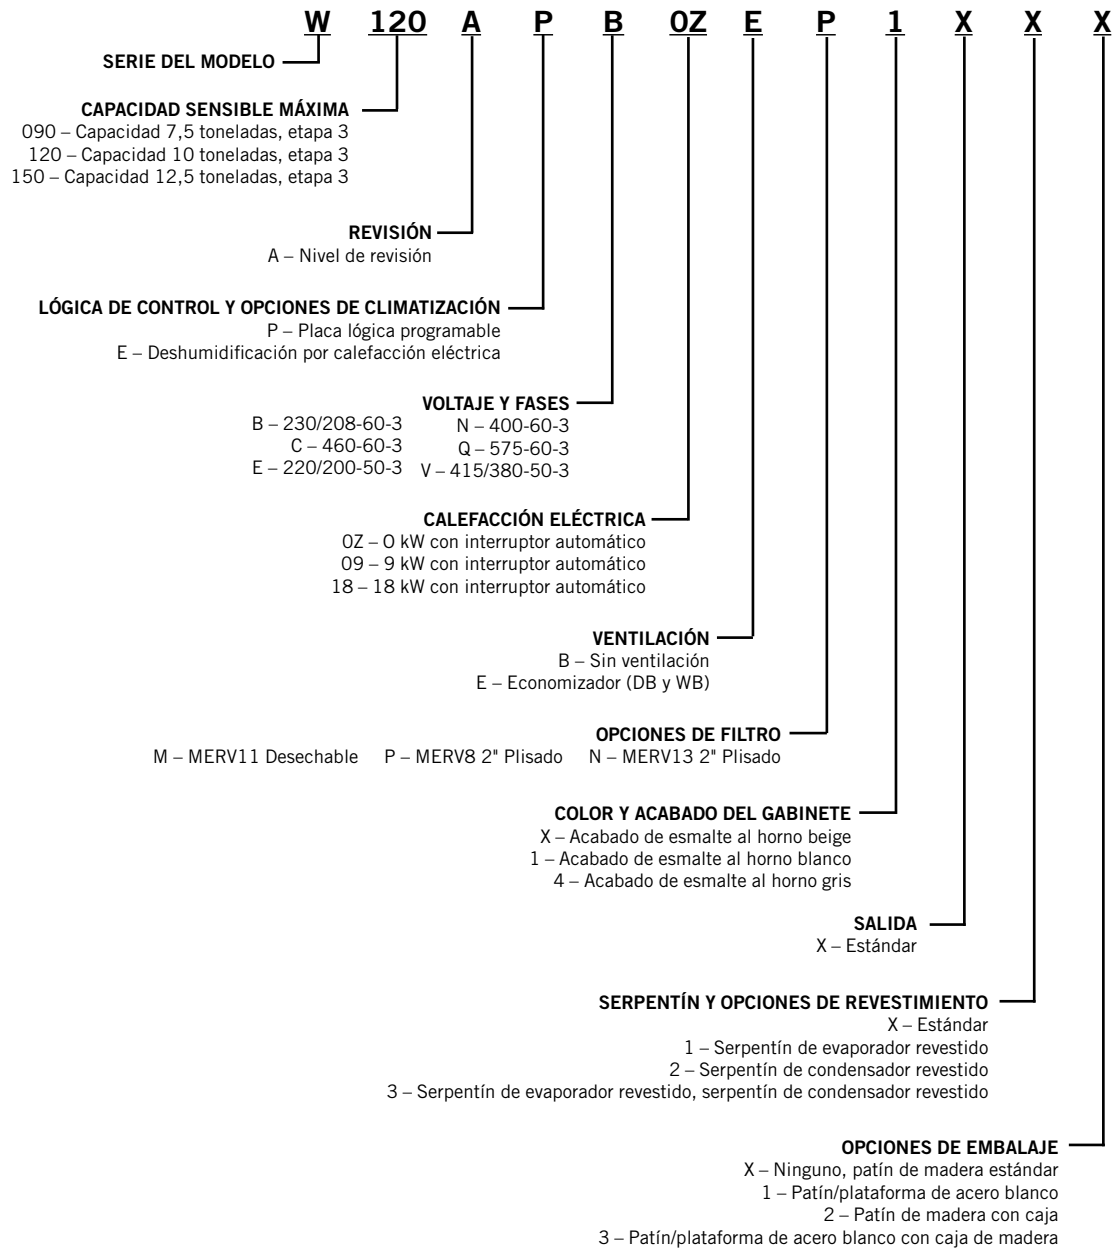 W 120 A P B 0Z E P 1 X X X
SERIE DEL MODELO
CAPACIDAD SENSIBLE MÁXIMA
090 – Capacidad 7,5 toneladas, etapa 3
120 – Capacidad 10 toneladas, etapa 3
150 – Capacidad 12,5 toneladas, etapa 3
REVISIÓN
A – Nivel de revisión
LÓGICA DE CONTROL Y OPCIONES DE CLIMATIZACIÓN
P – Placa lógica programable
E – Deshumidificación por calefacción eléctrica
VOLTAJE Y FASES
B – 230/208-60-3 N – 400-60-3
C – 460-60-3 Q – 575-60-3
E – 220/200-50-3 V – 415/380-50-3
CALEFACCIÓN ELÉCTRICA
0Z – 0 kW con interruptor automático
09 – 9 kW con interruptor automático
18 – 18 kW con interruptor automático
VENTILACIÓN
B – Sin ventilación
E – Economizador (DB y WB)
OPCIONES DE FILTRO
M – MERV11 Desechable P – MERV8 2" Plisado N – MERV13 2" Plisado
COLOR Y ACABADO DEL GABINETE
X – Acabado de esmalte al horno beige
1 – Acabado de esmalte al horno blanco
4 – Acabado de esmalte al horno gris
SALIDA
X – Estándar
SERPENTÍN Y OPCIONES DE REVESTIMIENTO
X – Estándar
1 – Serpentín de evaporador revestido
2 – Serpentín de condensador revestido
3 – Serpentín de evaporador revestido, serpentín de condensador revestido
OPCIONES DE EMBALAJE
X – Ninguno, patín de madera estándar
1 – Patín/plataforma de acero blanco
2 – Patín de madera con caja
3 – Patín/plataforma de acero blanco con caja de madera